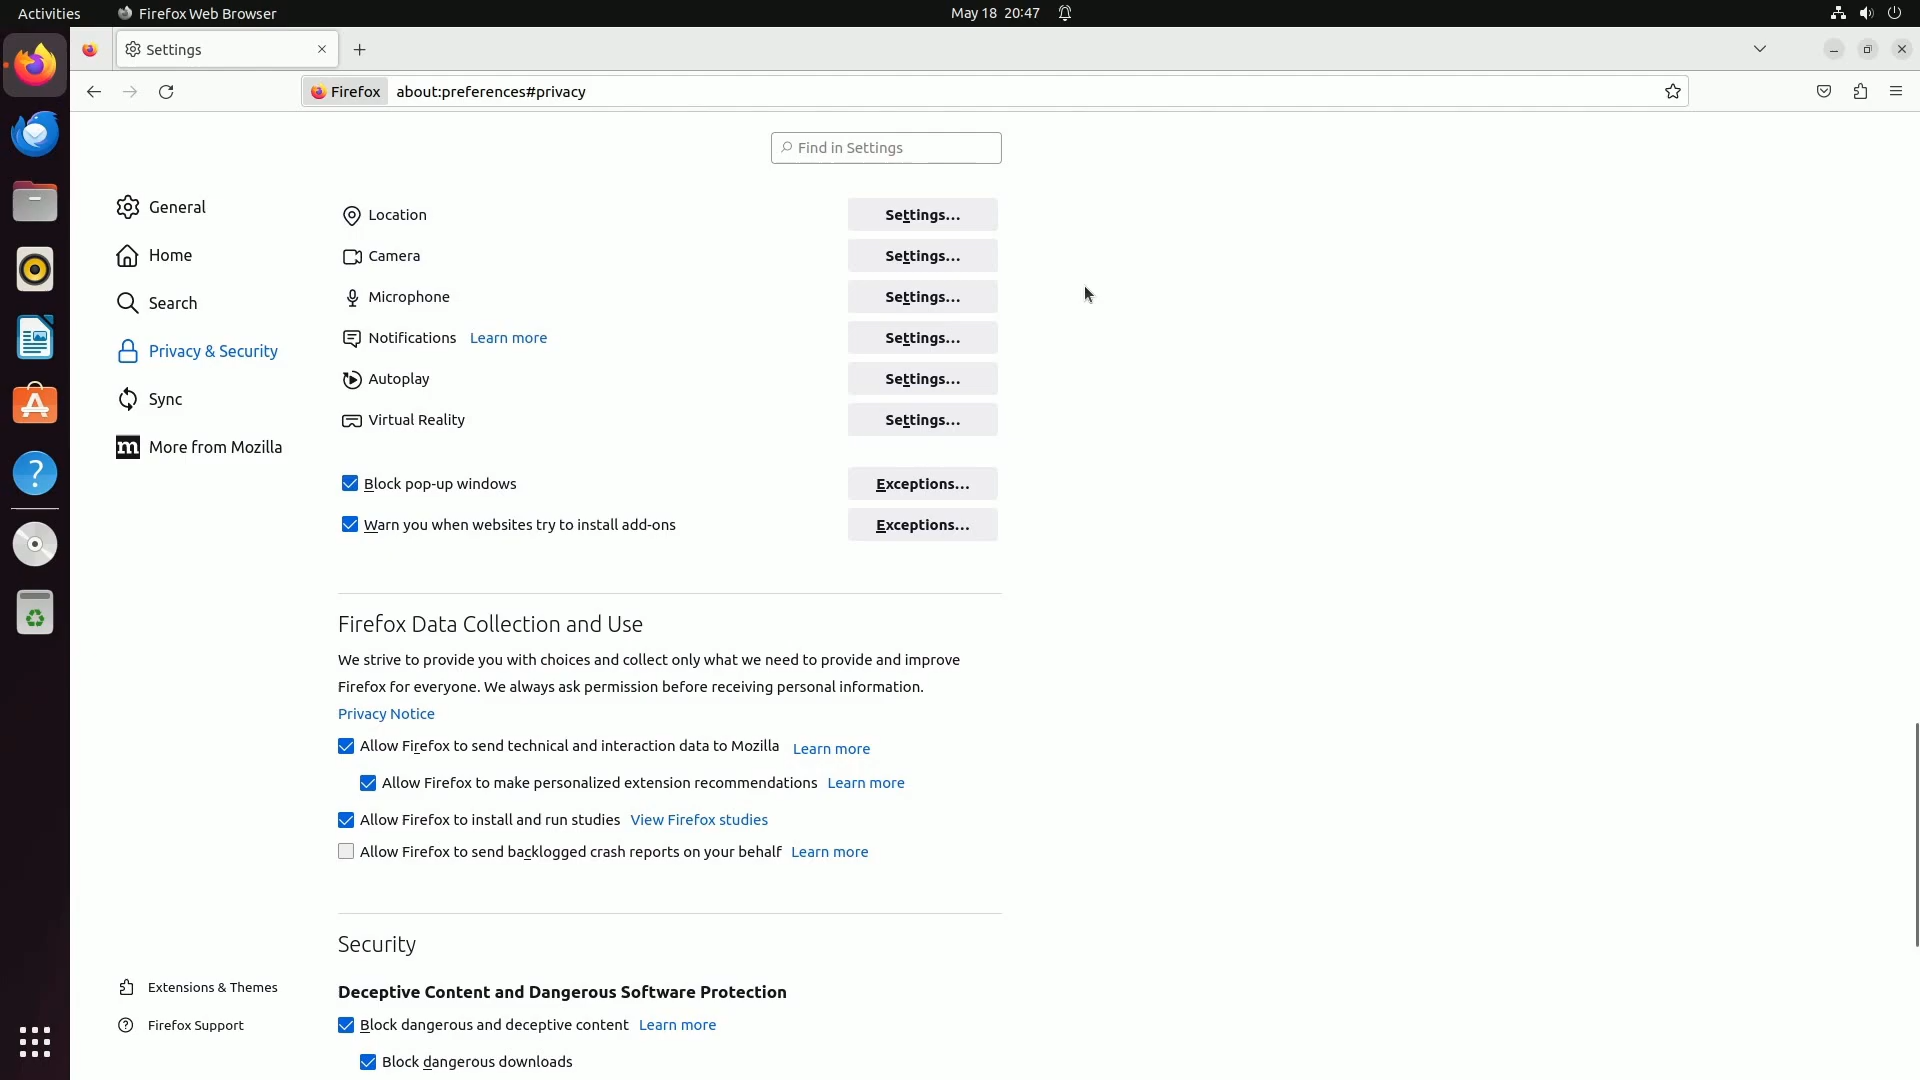 Activities
Firefox Web Browser
May 18 20:47
Settings
Firefox
about:preferences#privacy
Find in Settings
General
Home
Search
Privacy & Security
Sync
m More from Mozilla
Location Settings...
Camera Settings...
Microphone Settings...
Notifications Learn more Settings...
Autoplay Settings...
Virtual Reality Settings...
Block pop-up windows Exceptions...
Warn you when websites try to install add-ons Exceptions...
Firefox Data Collection and Use
We strive to provide you with choices and collect only what we need to provide and improve
Firefox for everyone. We always ask permission before receiving personal information.
Privacy Notice
Allow Firefox to send technical and interaction data to Mozilla Learn more
Allow Firefox to make personalized extension recommendations Learn more
Allow Firefox to install and run studies View Firefox studies
Allow Firefox to send backlogged crash reports on your behalf Learn more
Security
Deceptive Content and Dangerous Software Protection
Block dangerous and deceptive content Learn more
Block dangerous downloads
Extensions & Themes
Firefox Support